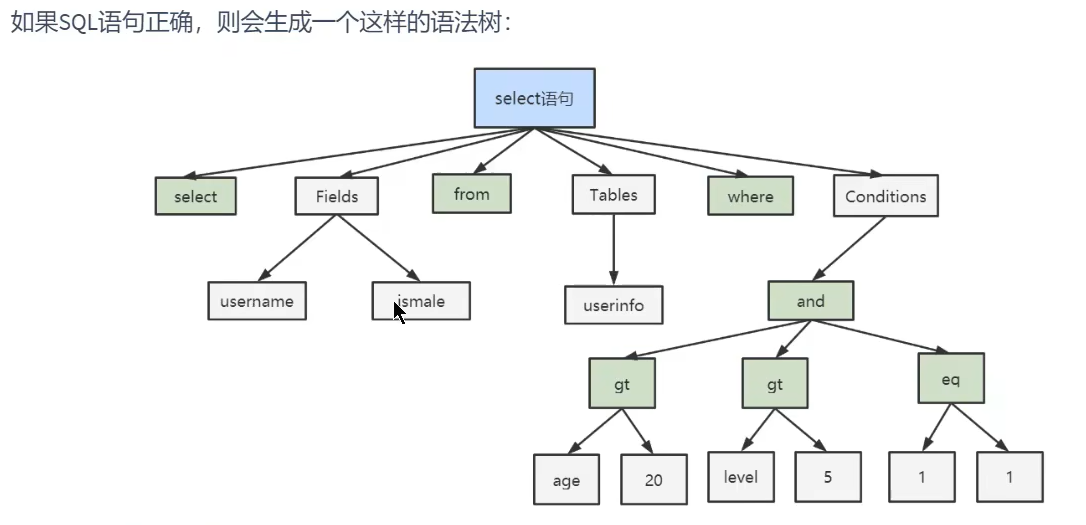 如果SQL语句正确，则会生成一个这样的语法树：
select语句
select
Fields
from
Tables
where
Conditions
username
ismale
userinfo
and
gt
gt
eq
age
20
level
5
1
1